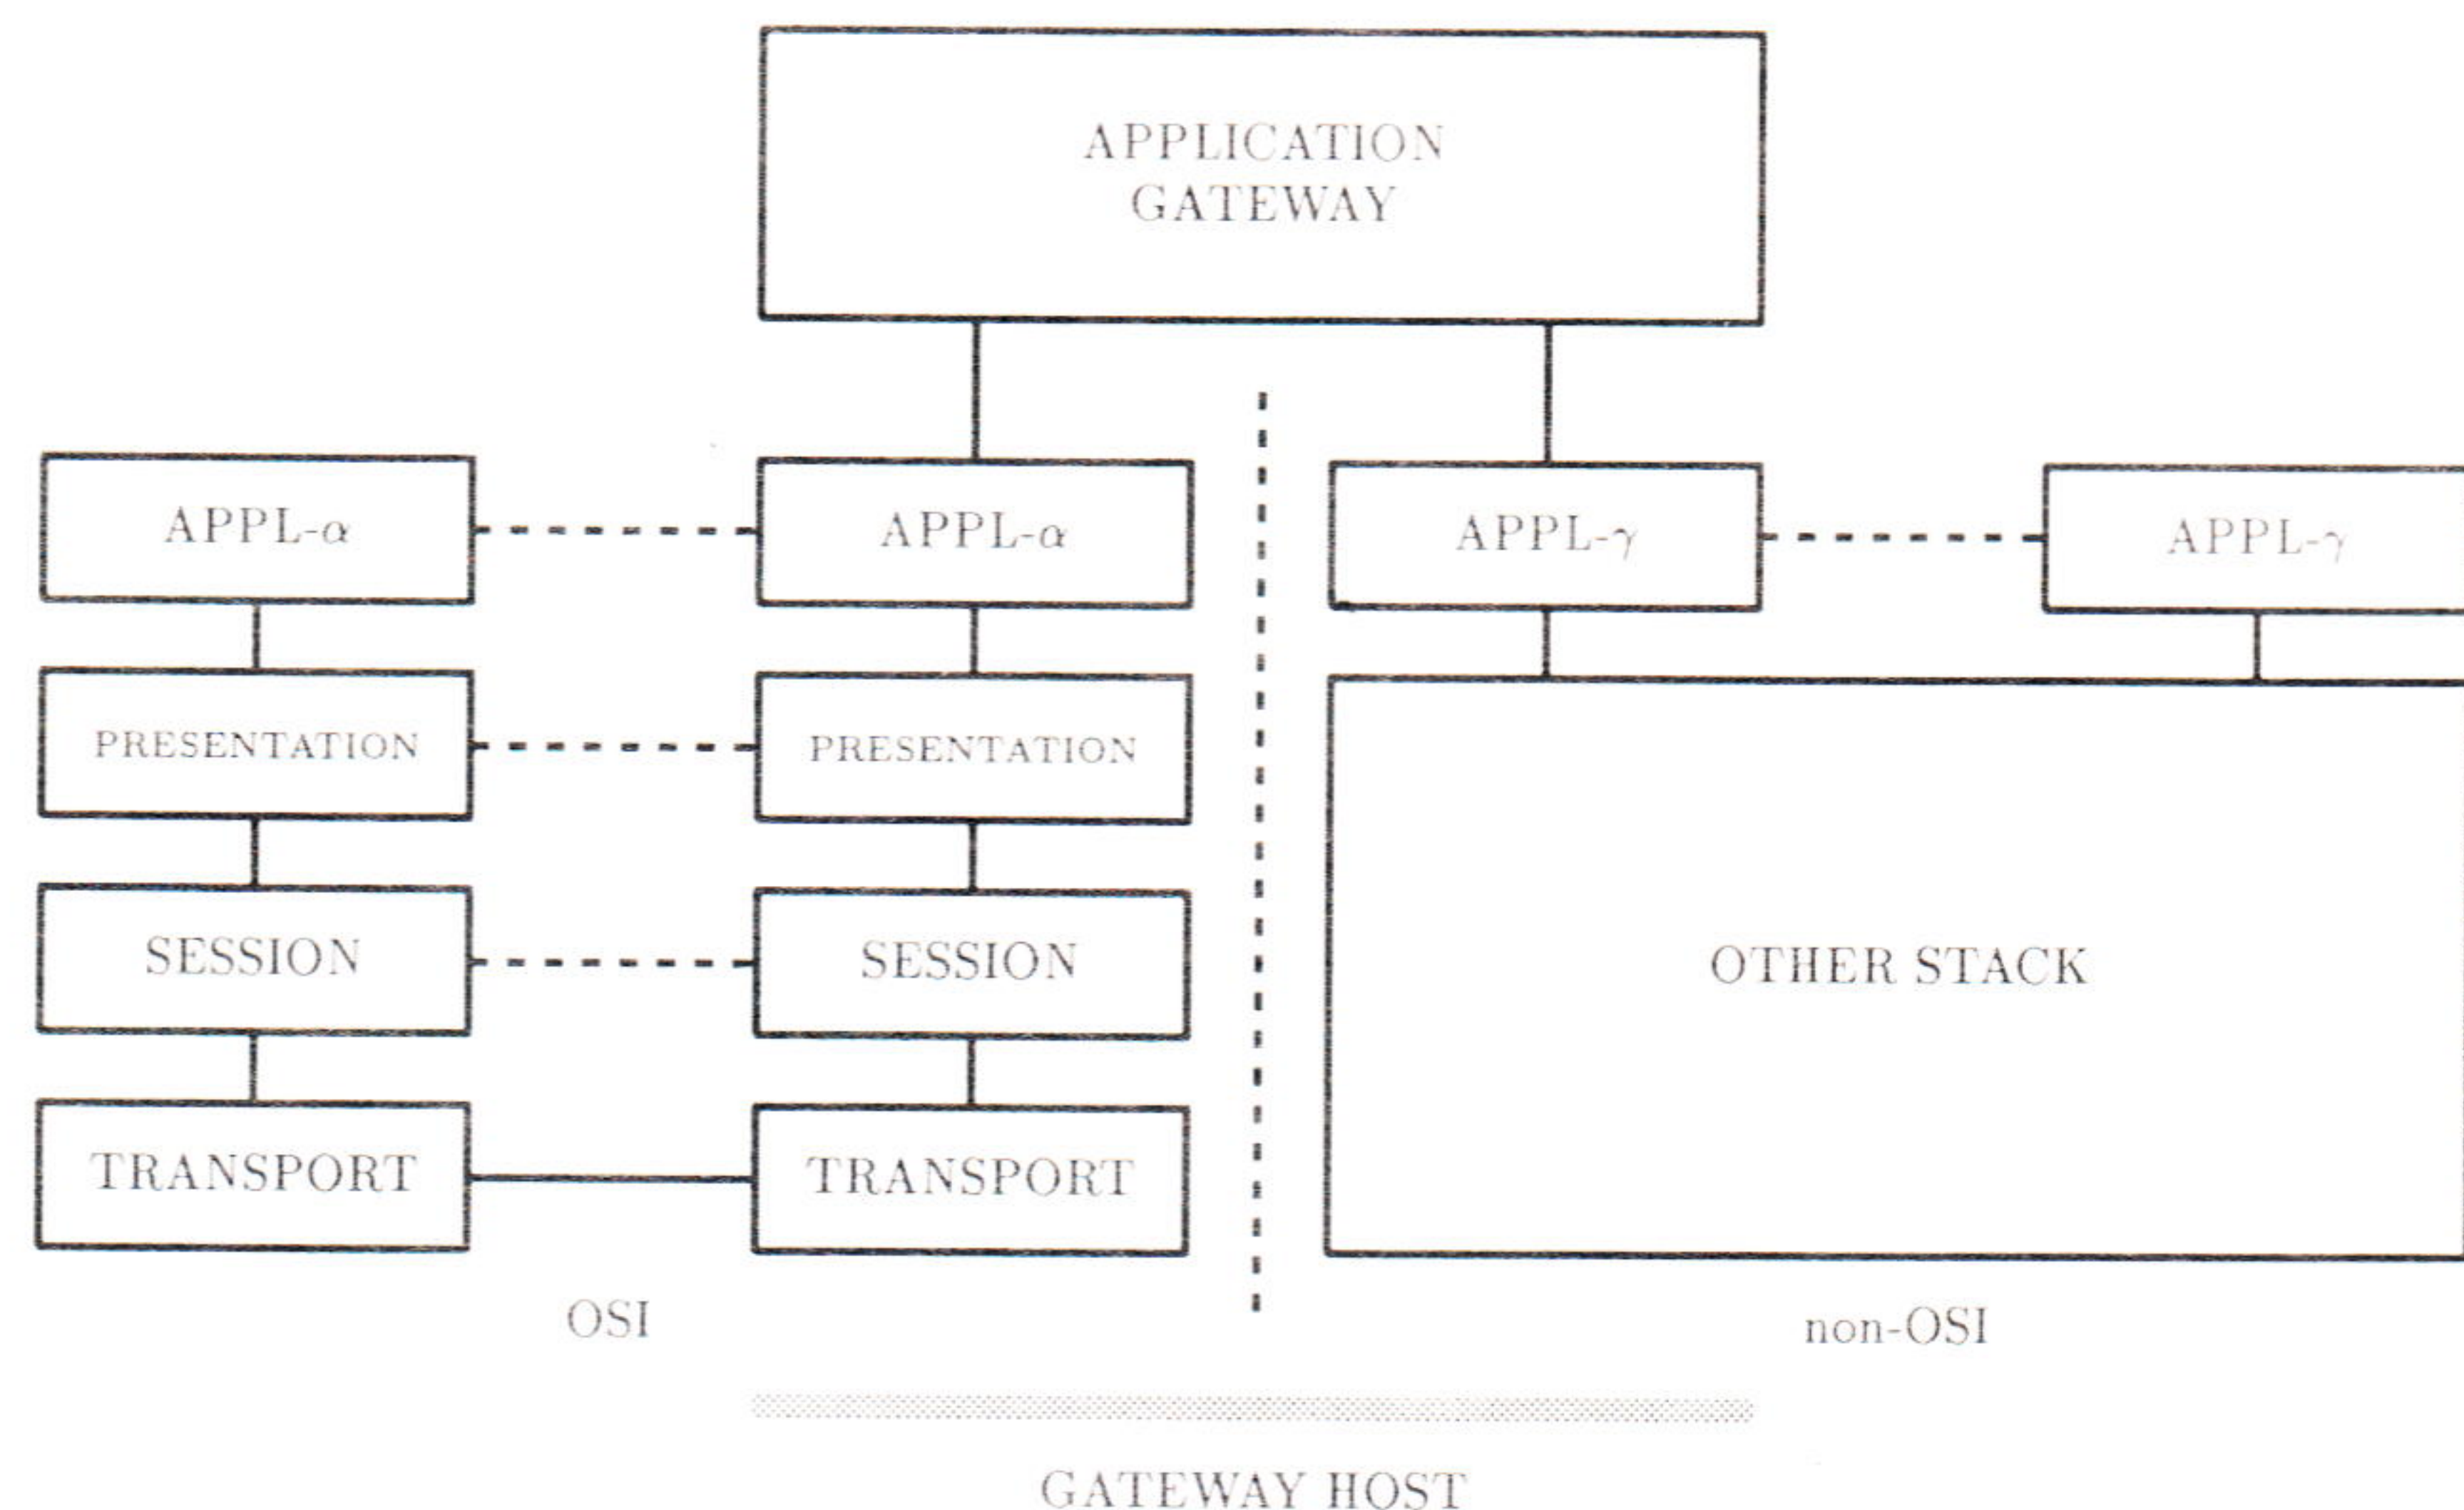 APPLICATION
GATEWAY
APPL-α
APPL-α
APPL-γ
APPL-γ
PRESENTATION
PRESENTATION
SESSION
SESSION
OTHER STACK
TRANSPORT
TRANSPORT
OSI
non-OSI
GATEWAY HOST